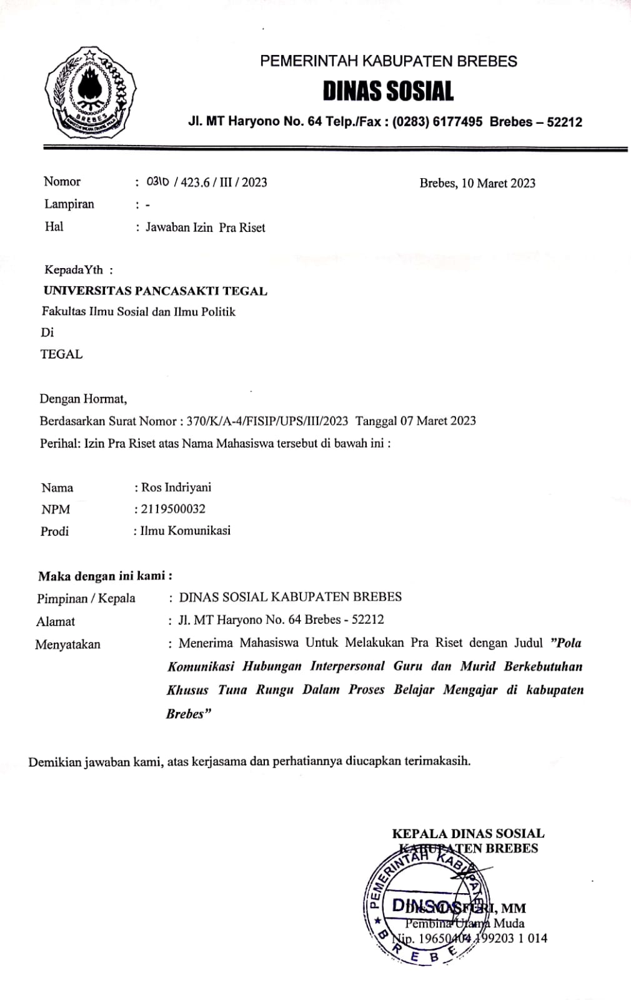 PEMERINTAH KABUPATEN BREBES
DINAS SOSIAL
Jl. MT Haryono No. 64 Telp./Fax : (0283) 6177495 Brebes – 52212
BREBES
Nomor : 0310 / 423.6 / III / 2023 Brebes, 10 Maret 2023
Lampiran : -
Hal : Jawaban Izin Pra Riset
KepadaYth :
UNIVERSITAS PANCASAKTI TEGAL
Fakultas Ilmu Sosial dan Ilmu Politik
Di
TEGAL
Dengan Hormat,
Berdasarkan Surat Nomor : 370/K/A-4/FISIP/UPS/III/2023 Tanggal 07 Maret 2023
Perihal: Izin Pra Riset atas Nama Mahasiswa tersebut di bawah ini :
Nama : Ros Indriyani
NPM : 2119500032
Prodi : Ilmu Komunikasi
Maka dengan ini kami :
Pimpinan / Kepala : DINAS SOSIAL KABUPATEN BREBES
Alamat : Jl. MT Haryono No. 64 Brebes - 52212
Menyatakan : Menerima Mahasiswa Untuk Melakukan Pra Riset dengan Judul ”Pola
Komunikasi Hubungan Interpersonal Guru dan Murid Berkebutuhan
Khusus Tuna Rungu Dalam Proses Belajar Mengajar di kabupaten
Brebes”
Demikian jawaban kami, atas kerjasama dan perhatiannya diucapkan terimakasih.
KEPALA DINAS SOSIAL
KABUPATEN BREBES
PEMERINTAH KABUPATEN
DINSOS
BREBES
MASFURI, MM
Pembina Utama Muda
Nip. 19650404 199203 1 014